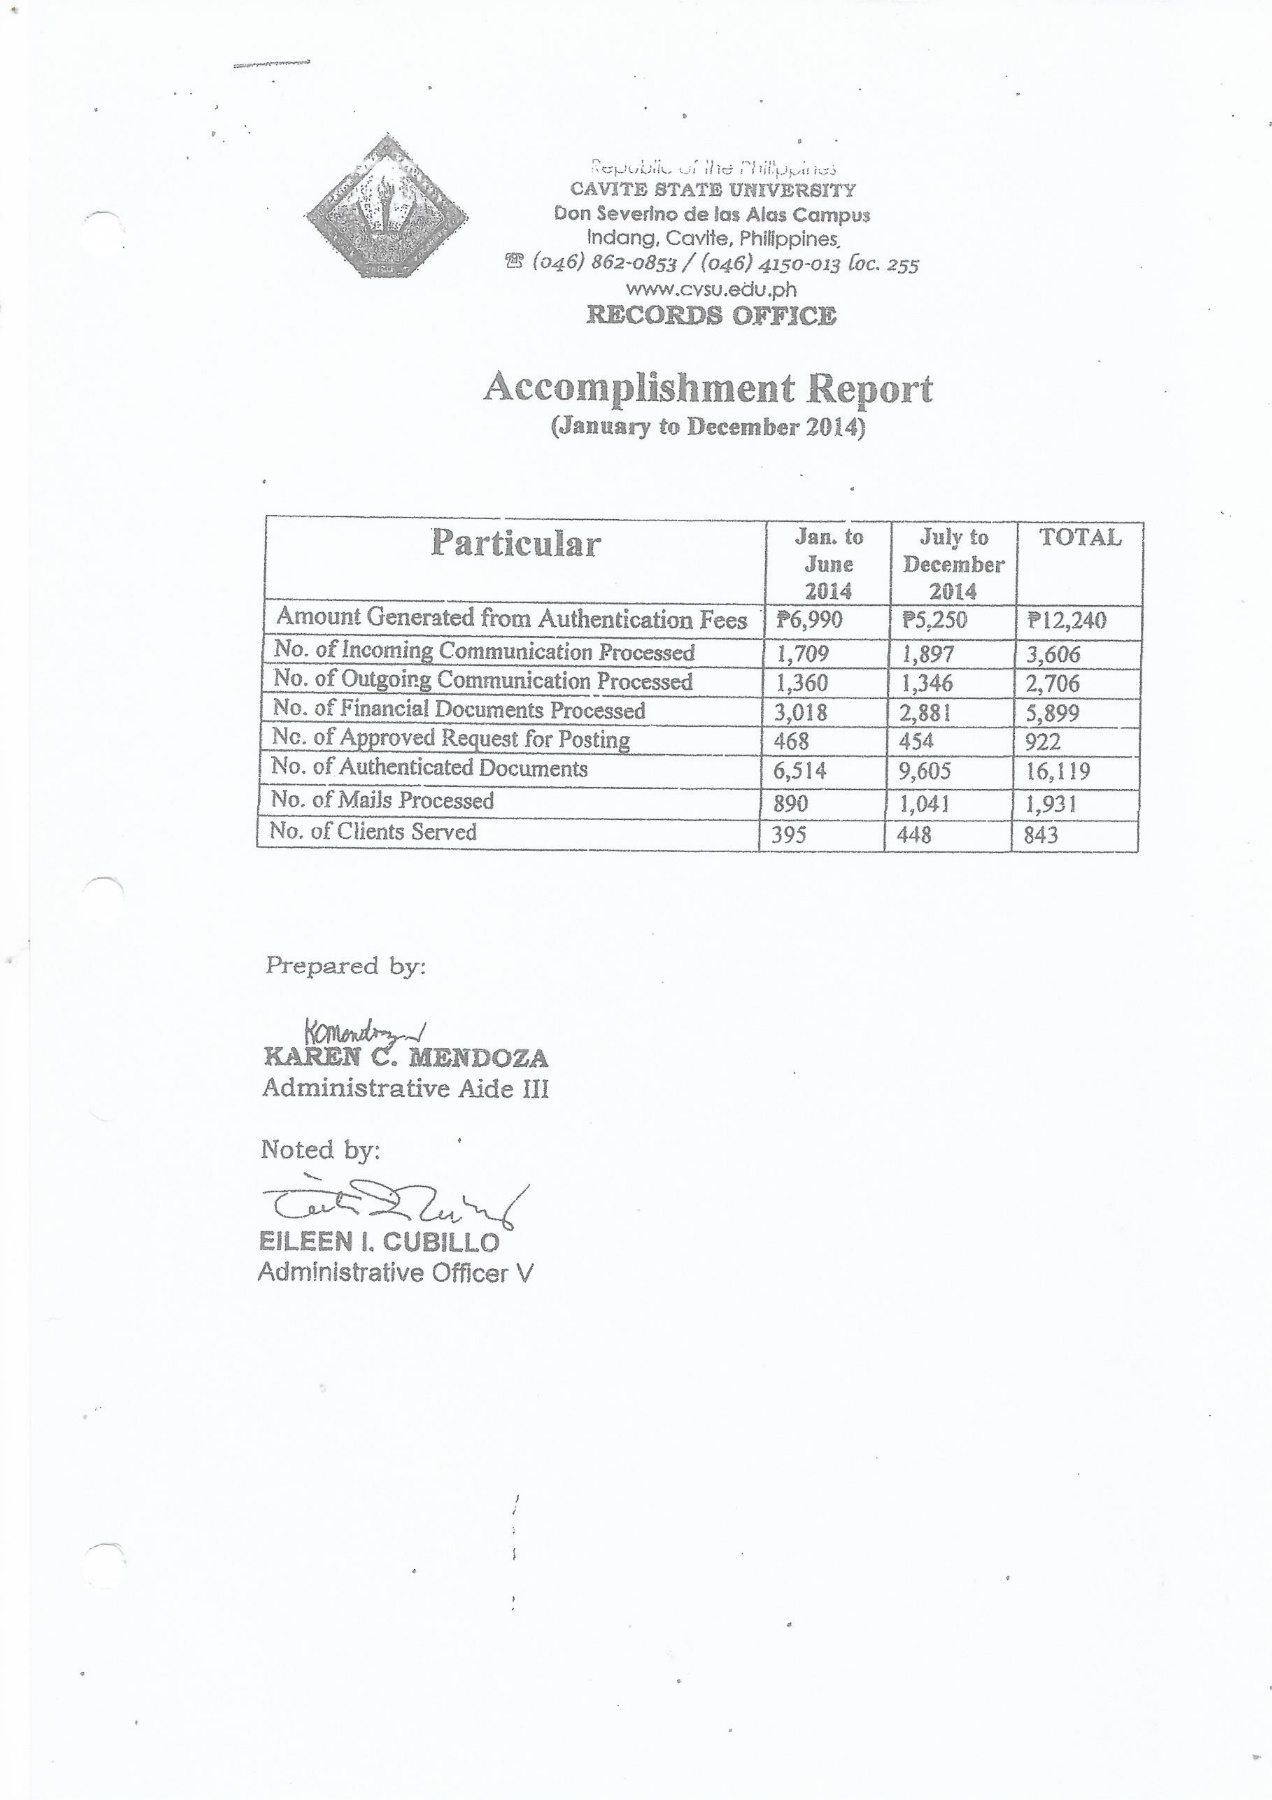 Republic of the Philippines
CAVITE STATE UNIVERSITY
Don Severino de las Alas Campus
Indang, Cavite, Philippines
☎ (046) 862-0853 / (046) 4150-013 loc. 255
www.cvsu.edu.ph
RECORDS OFFICE
Accomplishment Report
(January to December 2014)
Particular Jan. to June 2014 July to December 2014 TOTAL
Amount Generated from Authentication Fees ₱6,990 ₱5,250 ₱12,240
No. of Incoming Communication Processed 1,709 1,897 3,606
No. of Outgoing Communication Processed 1,360 1,346 2,706
No. of Financial Documents Processed 3,018 2,881 5,899
No. of Approved Request for Posting 468 454 922
No. of Authenticated Documents 6,514 9,605 16,119
No. of Mails Processed 890 1,041 1,931
No. of Clients Served 395 448 843
Prepared by:
KAREN C. MENDOZA
Administrative Aide III
Noted by:
EILEEN I. CUBILLO
Administrative Officer V